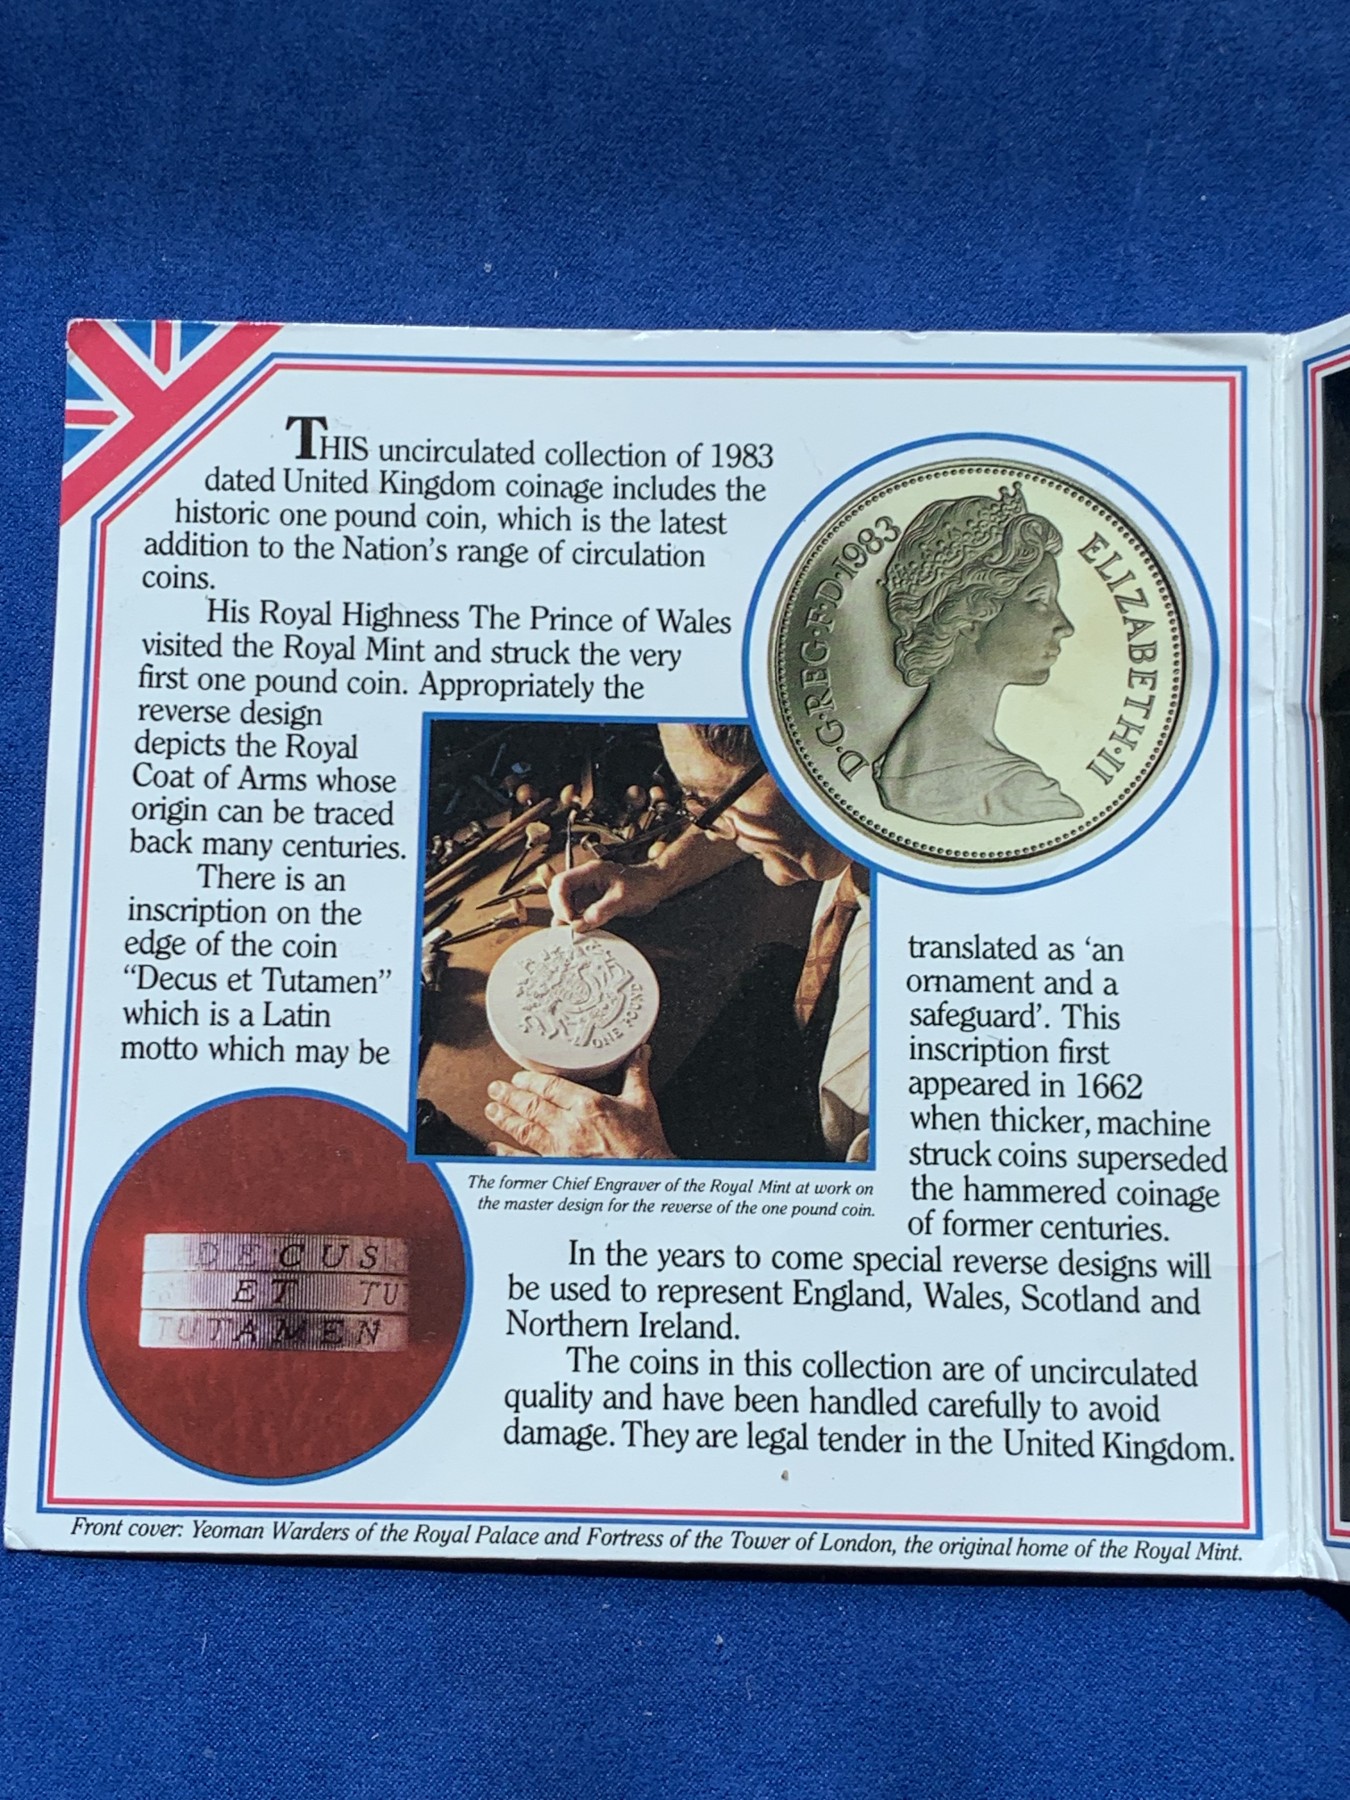 THIS uncirculated collection of 1983
dated United Kingdom coinage includes the
historic one pound coin, which is the latest
addition to the Nation's range of circulation
coins.
His Royal Highness The Prince of Wales
visited the Royal Mint and struck the very
first one pound coin. Appropriately the
reverse design
depicts the Royal
Coat of Arms whose
origin can be traced
back many centuries.
There is an
inscription on the
edge of the coin
“Decus et Tutamen”
which is a Latin
motto which may be
translated as ‘an
ornament and a
safeguard’. This
inscription first
appeared in 1662
when thicker, machine
struck coins superseded
the hammered coinage
of former centuries.
In the years to come special reverse designs will
be used to represent England, Wales, Scotland and
Northern Ireland.
The coins in this collection are of uncirculated
quality and have been handled carefully to avoid
damage. They are legal tender in the United Kingdom.
D·G·REG·F·D·1983
ELIZABETH·II
ONE POUND
The former Chief Engraver of the Royal Mint at work on
the master design for the reverse of the one pound coin.
DECUS
ET TU
TUTAMEN
Front cover: Yeoman Warders of the Royal Palace and Fortress of the Tower of London, the original home of the Royal Mint.